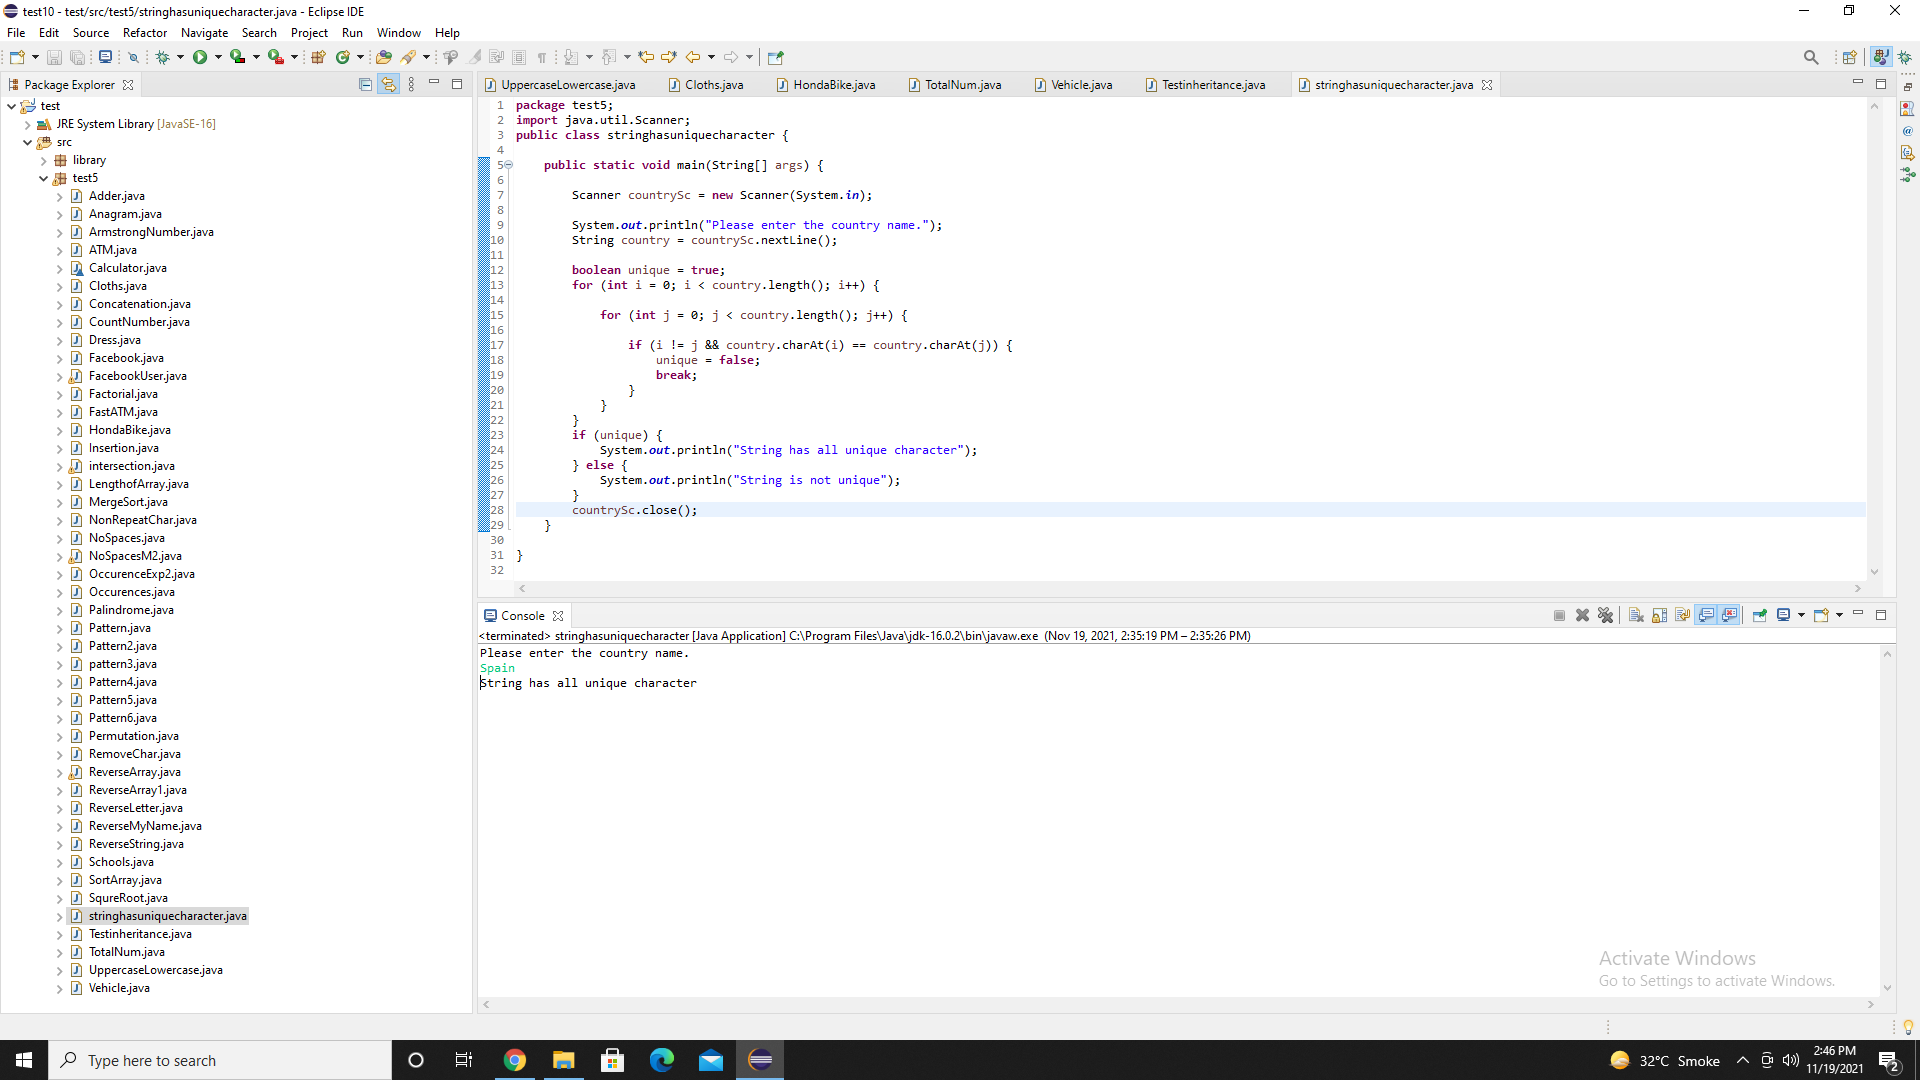 test10 - test/src/test5/stringhasuniquecharacter.java - Eclipse IDE
File Edit Source Refactor Navigate Search Project Run Window Help
Package Explorer
test
JRE System Library [JavaSE-16]
src
library
test5
Adder.java
Anagram.java
ArmstrongNumber.java
ATM.java
Calculator.java
Cloths.java
Concatenation.java
CountNumber.java
Dress.java
Facebook.java
FacebookUser.java
Factorial.java
FastATM.java
HondaBike.java
Insertion.java
intersection.java
LengthofArray.java
MergeSort.java
NonRepeatChar.java
NoSpaces.java
NoSpacesM2.java
OccurenceExp2.java
Occurences.java
Palindrome.java
Pattern.java
Pattern2.java
pattern3.java
Pattern4.java
Pattern5.java
Pattern6.java
Permutation.java
RemoveChar.java
ReverseArray.java
ReverseArray1.java
ReverseLetter.java
ReverseMyName.java
ReverseString.java
Schools.java
SortArray.java
SqureRoot.java
stringhasuniquecharacter.java
Testinheritance.java
TotalNum.java
UppercaseLowercase.java
Vehicle.java
UppercaseLowercase.java Cloths.java HondaBike.java TotalNum.java Vehicle.java Testinheritance.java stringhasuniquecharacter.java
1 package test5;
2 import java.util.Scanner;
3 public class stringhasuniquecharacter {
4
5 public static void main(String[] args) {
6
7 Scanner countrySc = new Scanner(System.in);
8
9 System.out.println("Please enter the country name.");
10 String country = countrySc.nextLine();
11
12 boolean unique = true;
13 for (int i = 0; i < country.length(); i++) {
14
15 for (int j = 0; j < country.length(); j++) {
16
17 if (i != j && country.charAt(i) == country.charAt(j)) {
18 unique = false;
19 break;
20 }
21 }
22 }
23 if (unique) {
24 System.out.println("String has all unique character");
25 } else {
26 System.out.println("String is not unique");
27 }
28 countrySc.close();
29 }
30
31 }
32
Console
<terminated> stringhasuniquecharacter [Java Application] C:\Program Files\Java\jdk-16.0.2\bin\javaw.exe (Nov 19, 2021, 2:35:19 PM – 2:35:26 PM)
Please enter the country name.
Spain
String has all unique character
Activate Windows
Go to Settings to activate Windows.
Type here to search
32°C Smoke
2:46 PM
11/19/2021
2